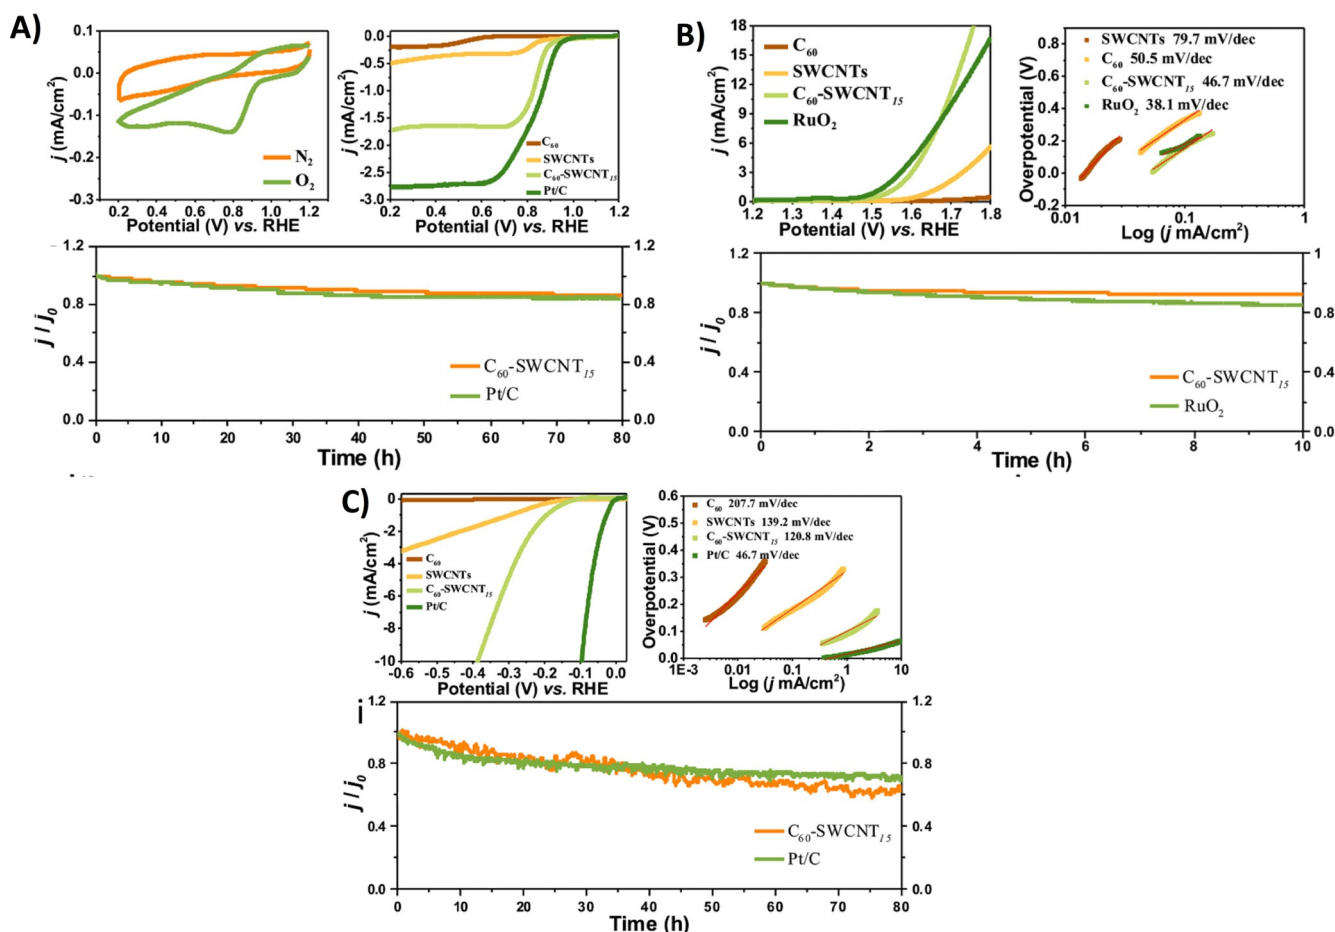 A)
0.1
0.0
-0.1
-0.2
0.3
j (mA/cm²)
N₂
O₂
0.2 0.4 0.6 0.8 1.0 1.2
Potential (V) vs. RHE
0.0
-0.5
-1.0
-1.5
-2.0
-2.5
-3.0
j (mA/cm²)
C₆₀
SWCNTs
C₆₀-SWCNT₁₅
Pt/C
0.2 0.4 0.6 0.8 1.0 1.2
Potential (V) vs. RHE
1.2 1.2
0.8 0.8
0.4 0.4
0.0 0.0
j / j₀
C₆₀-SWCNT₁₅
Pt/C
0 10 20 30 40 50 60 70 80
Time (h)
B)
18
15
12
9
6
3
0
j (mA/cm²)
C₆₀
SWCNTs
C₆₀-SWCNT₁₅
RuO₂
1.2 1.3 1.4 1.5 1.6 1.7 1.8
Potential (V) vs. RHE
0.8
0.6
0.4
0.2
0.0
-0.2
Overpotential (V)
SWCNTs 79.7 mV/dec
C₆₀ 50.5 mV/dec
C₆₀-SWCNT₁₅ 46.7 mV/dec
RuO₂ 38.1 mV/dec
0.01 0.1 1
Log (j mA/cm²)
1.2 1
0.8 0.8
0.4 0.4
0.0 0
j / j₀
C₆₀-SWCNT₁₅
RuO₂
0 2 4 6 8 10
Time (h)
C)
0
-2
-4
-6
-8
-10
j (mA/cm²)
C₆₀
SWCNTs
C₆₀-SWCNT₁₅
Pt/C
-0.6 -0.5 -0.4 -0.3 -0.2 -0.1 0.0
Potential (V) vs. RHE
0.6
0.5
0.4
0.3
0.2
0.1
0.0
Overpotential (V)
C₆₀ 207.7 mV/dec
SWCNTs 139.2 mV/dec
C₆₀-SWCNT₁₅ 120.8 mV/dec
Pt/C 46.7 mV/dec
1E-3 0.01 0.1 1 10
Log (j mA/cm²)
i
1.2 1.2
0.8 0.8
0.4 0.4
0.0 0.0
j / j₀
C₆₀-SWCNT₁₅
Pt/C
0 10 20 30 40 50 60 70 80
Time (h)